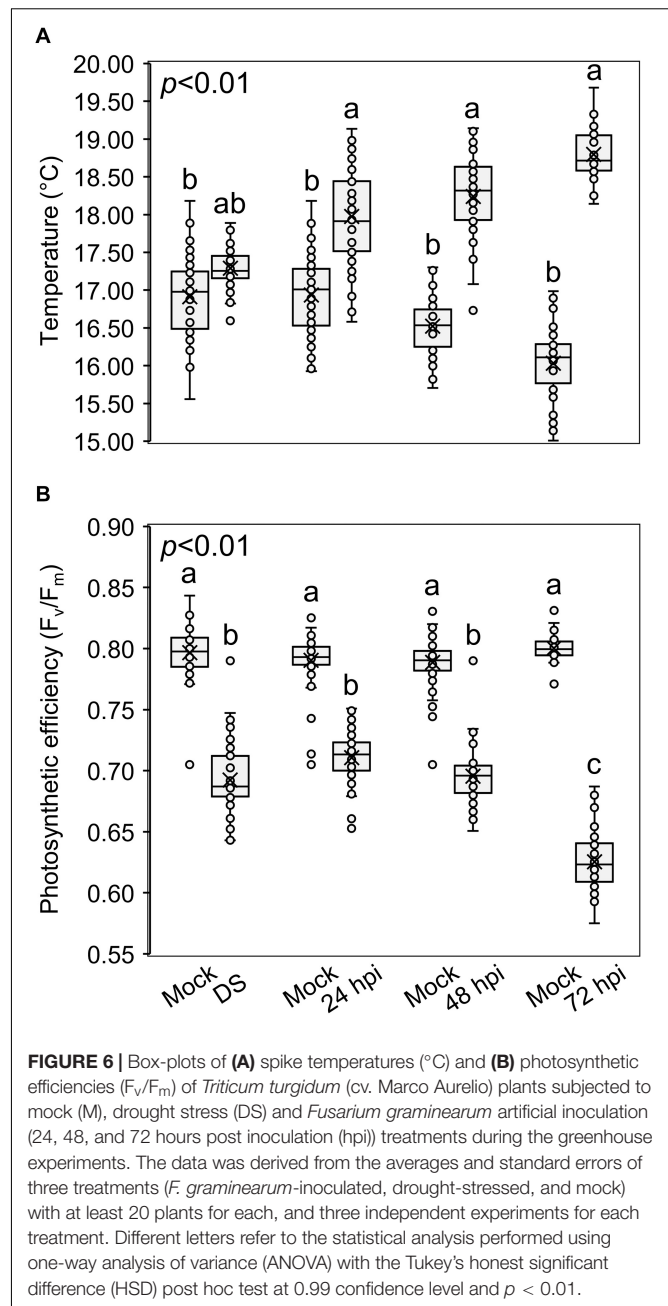 A
20.00
p<0.01
a
19.50
a
a
19.00
18.50
b
ab
b
18.00
17.50
b
17.00
b
16.50
16.00
15.50
15.00
Temperature (°C)
B
0.90
p<0.01
a
a
a
a
0.85
b
b
0.80
b
0.75
c
0.70
0.65
0.60
0.55
Photosynthetic efficiency (Fv/Fm)
Mock
DS
Mock
24 hpi
Mock
48 hpi
Mock
72 hpi
FIGURE 6 | Box-plots of (A) spike temperatures (°C) and (B) photosynthetic
efficiencies (Fv/Fm) of Triticum turgidum (cv. Marco Aurelio) plants subjected to
mock (M), drought stress (DS) and Fusarium graminearum artificial inoculation
(24, 48, and 72 hours post inoculation (hpi)) treatments during the greenhouse
experiments. The data was derived from the averages and standard errors of
three treatments (F. graminearum-inoculated, drought-stressed, and mock)
with at least 20 plants for each, and three independent experiments for each
treatment. Different letters refer to the statistical analysis performed using
one-way analysis of variance (ANOVA) with the Tukey's honest significant
difference (HSD) post hoc test at 0.99 confidence level and p < 0.01.